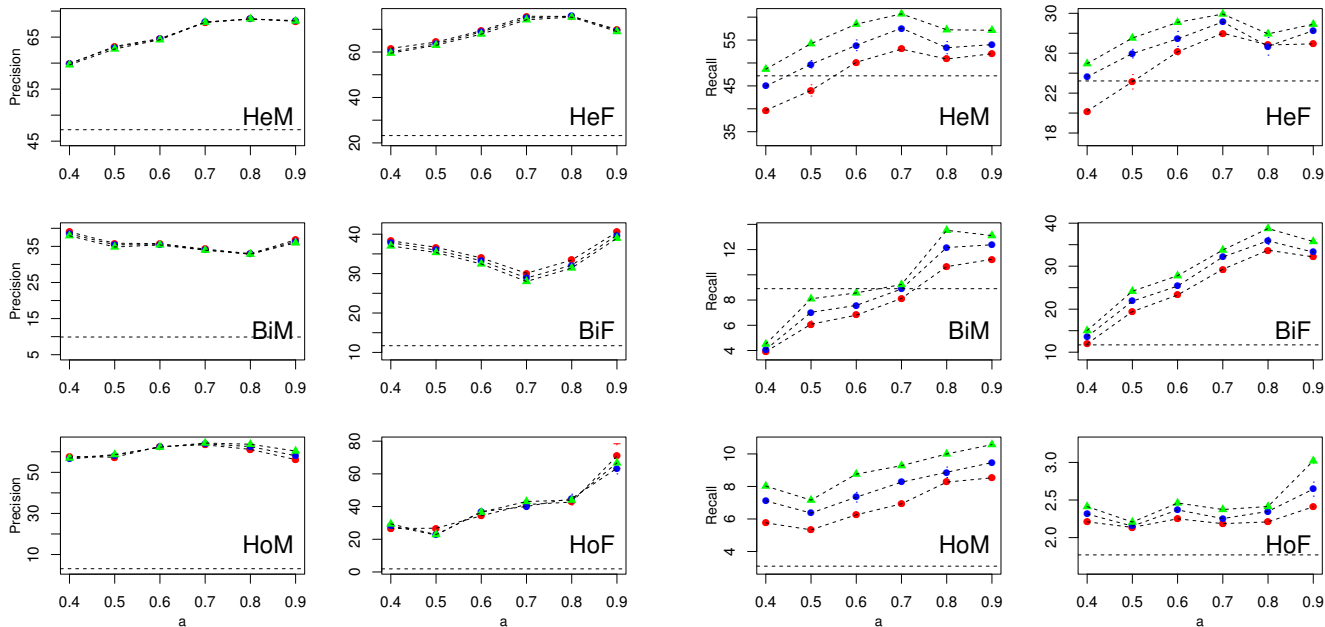 Precision
45 55 65
HeM
0.4 0.5 0.6 0.7 0.8 0.9
20 40 60
HeF
0.4 0.5 0.6 0.7 0.8 0.9
Recall
35 45 55
HeM
0.4 0.5 0.6 0.7 0.8 0.9
18 22 26 30
HeF
0.4 0.5 0.6 0.7 0.8 0.9
Precision
5 15 25 35
BiM
0.4 0.5 0.6 0.7 0.8 0.9
10 20 30 40
BiF
0.4 0.5 0.6 0.7 0.8 0.9
Recall
4 6 8 12
BiM
0.4 0.5 0.6 0.7 0.8 0.9
10 20 30 40
BiF
0.4 0.5 0.6 0.7 0.8 0.9
Precision
10 30 50
HoM
0.4 0.5 0.6 0.7 0.8 0.9
a
0 20 40 60 80
HoF
0.4 0.5 0.6 0.7 0.8 0.9
a
Recall
4 6 8 10
HoM
0.4 0.5 0.6 0.7 0.8 0.9
a
2.0 2.5 3.0
HoF
0.4 0.5 0.6 0.7 0.8 0.9
a